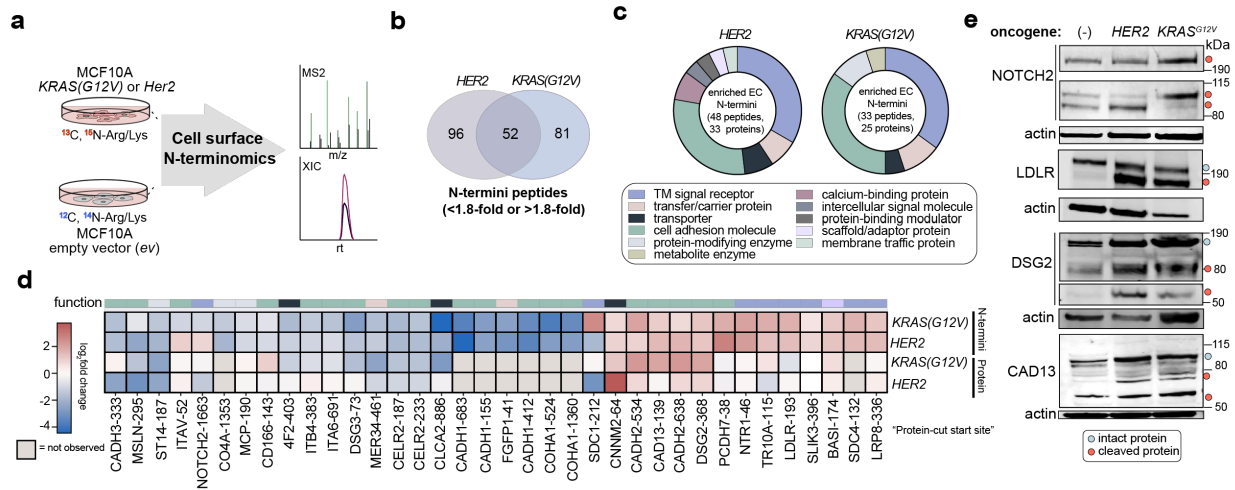 a
MCF10A
KRAS(G12V) or Her2
13C, 15N-Arg/Lys
12C, 14N-Arg/Lys
MCF10A
empty vector (ev)
Cell surface
N-terminomics
MS2
m/z
XIC
rt
b
HER2
KRAS(G12V)
96
52
81
N-termini peptides
(<1.8-fold or >1.8-fold)
c
HER2
enriched EC
N-termini
(48 peptides,
33 proteins)
KRAS(G12V)
enriched EC
N-termini
(33 peptides,
25 proteins)
TM signal receptor
transfer/carrier protein
transporter
cell adhesion molecule
protein-modifying enzyme
metabolite enzyme
calcium-binding protein
intercellular signal molecule
protein-binding modulator
scaffold/adaptor protein
membrane traffic protein
d
function
2
0
-2
-4
log2fold change
= not observed
KRAS(G12V)
HER2
KRAS(G12V)
HER2
N-termini
Protein
"Protein-cut start site"
CADH3-333
MSLN-295
ST14-187
ITAV-52
NOTCH2-1663
CO4A-1353
MCP-190
CD166-143
4F2-403
ITB4-383
ITA6-691
DSG3-73
MER34-461
CELR2-187
CELR2-233
CLCA2-886
CADH1-683
CADH1-155
FGFP1-41
CADH1-412
COHA1-524
COHA1-1360
SDC1-212
CNNM2-64
CADH2-534
CAD13-139
CADH2-638
DSG2-368
PCDH7-38
NTR1-46
TR10A-115
LDLR-193
SLIK3-396
BASI-174
SDC4-132
LRP8-336
e
oncogene: (-) HER2 KRASG12V
kDa
NOTCH2
190
115
80
actin
LDLR
190
actin
DSG2
190
80
50
actin
CAD13
115
80
50
actin
intact protein
cleaved protein